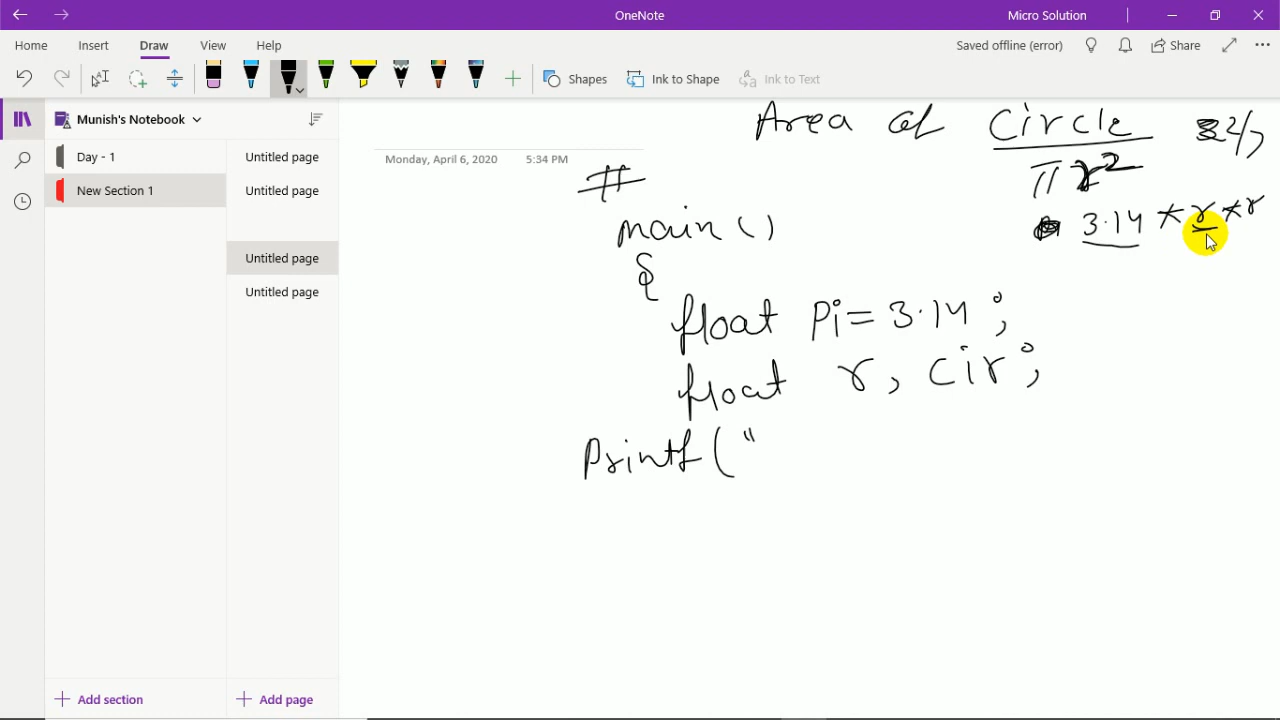 OneNote
Micro Solution
Home Insert Draw View Help
Saved offline (error)
Share
Shapes
Ink to Shape
Ink to Text
Munish's Notebook
Day - 1
New Section 1
Untitled page
Untitled page
Untitled page
Untitled page
Add section
Add page
Monday, April 6, 2020 5:34 PM
Area of Circle 22/7
πr²
3.14 * r * r
#
main()
{
float Pi = 3.14;
float r, cir;
Printf("